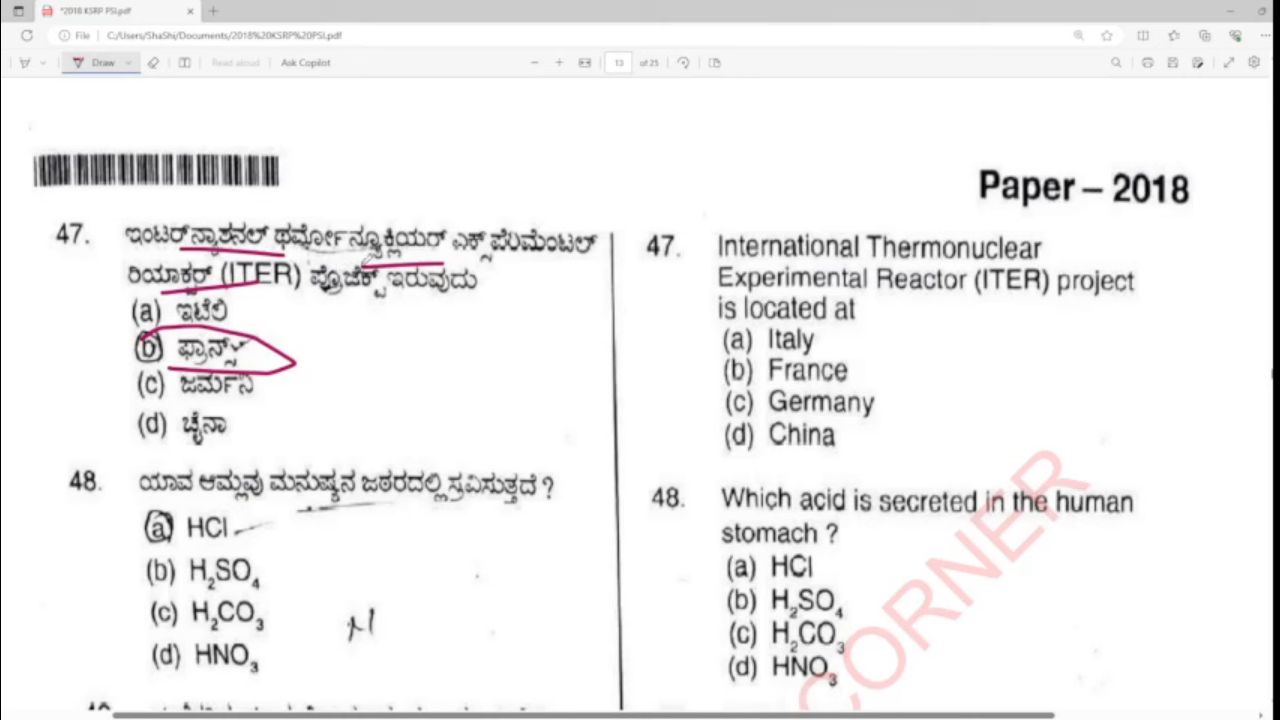 *2018 KSRP PSI.pdf
File C:/Users/ShaShi/Documents/2018%20KSRP%20PSI.pdf
Draw Read aloud Ask Copilot 13 of 25
Paper – 2018
47. ಇಂಟರ್‌ನ್ಯಾಶನಲ್ ಥರ್ಮೋ ನ್ಯೂಕ್ಲಿಯರ್ ಎಕ್ಸ್‌ಪೆರಿಮೆಂಟಲ್
ರಿಯಾಕ್ಟರ್ (ITER) ಪ್ರೊಜೆಕ್ಟ್ ಇರುವುದು
(a) ಇಟೆಲಿ
(b) ಫ್ರಾನ್ಸ್
(c) ಜರ್ಮನಿ
(d) ಚೈನಾ
48. ಯಾವ ಆಮ್ಲವು ಮನುಷ್ಯನ ಜಠರದಲ್ಲಿ ಸ್ರವಿಸುತ್ತದೆ ?
(a) HCl
(b) H₂SO₄
(c) H₂CO₃
(d) HNO₃
47. International Thermonuclear
Experimental Reactor (ITER) project
is located at
(a) Italy
(b) France
(c) Germany
(d) China
48. Which acid is secreted in the human
stomach ?
(a) HCl
(b) H₂SO₄
(c) H₂CO₃
(d) HNO₃
CORNER